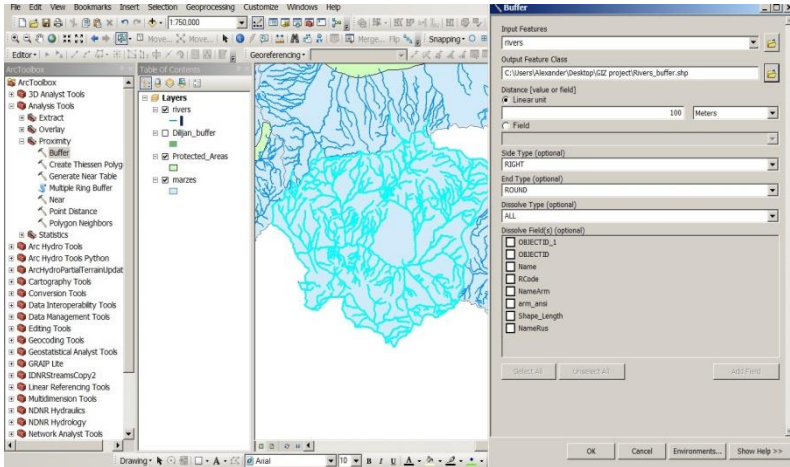 File Edit View Bookmarks Insert Selection Geoprocessing Customize Windows Help
1:750,000
Merge... Snapping
Editor Georeferencing
ArcToolbox
ArcToolbox
3D Analyst Tools
Analysis Tools
Extract
Overlay
Proximity
Buffer
Create Thiessen Polyg
Generate Near Table
Multiple Ring Buffer
Near
Point Distance
Polygon Neighbors
Statistics
Arc Hydro Tools
Arc Hydro Tools Python
ArcHydroPartialTerrainUpdat
Cartography Tools
Conversion Tools
Data Interoperability Tools
Data Management Tools
Editing Tools
Geocoding Tools
Geostatistical Analyst Tools
GRAIP Lite
IDNRStreamsCopy2
Linear Referencing Tools
Multidimension Tools
NDNR Hydraulics
NDNR Hydrology
Network Analyst Tools
Table Of Contents
Layers
rivers
Dilijan_buffer
Protected_Areas
marzes
Drawing Arial 10 B I U A
Buffer
Input Features
rivers
Output Feature Class
C:\Users\Alexander\Desktop\GIZ project\Rivers_buffer.shp
Distance [value or field]
Linear unit
100 Meters
Field
Side Type (optional)
RIGHT
End Type (optional)
ROUND
Dissolve Type (optional)
ALL
Dissolve Field(s) (optional)
OBJECTID_1
OBJECTID
Name
RCode
NameArm
arm_ansi
Shape_Length
NameRus
Select All Unselect All Add Field
OK Cancel Environments... Show Help >>